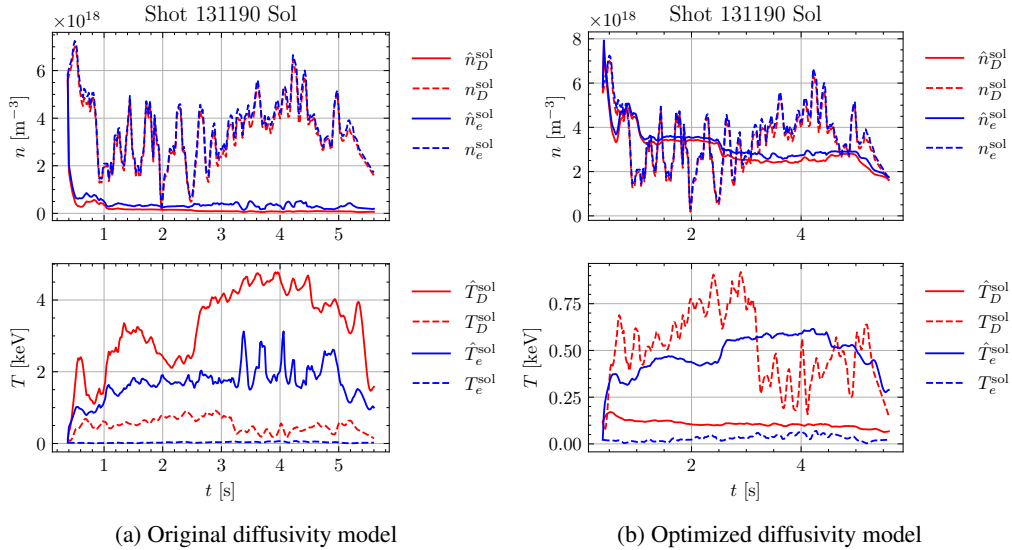 Shot 131190 Sol
×10¹⁸
6
4
2
0
n [m⁻³]
1 2 3 4 5
n̂_D^sol
n_D^sol
n̂_e^sol
n_e^sol
4
2
0
T [keV]
1 2 3 4 5
t [s]
T̂_D^sol
T_D^sol
T̂_e^sol
T_e^sol
(a) Original diffusivity model
Shot 131190 Sol
×10¹⁸
8
6
4
2
0
n [m⁻³]
2 4
n̂_D^sol
n_D^sol
n̂_e^sol
n_e^sol
0.75
0.50
0.25
0.00
T [keV]
2 4
t [s]
T̂_D^sol
T_D^sol
T̂_e^sol
T_e^sol
(b) Optimized diffusivity model